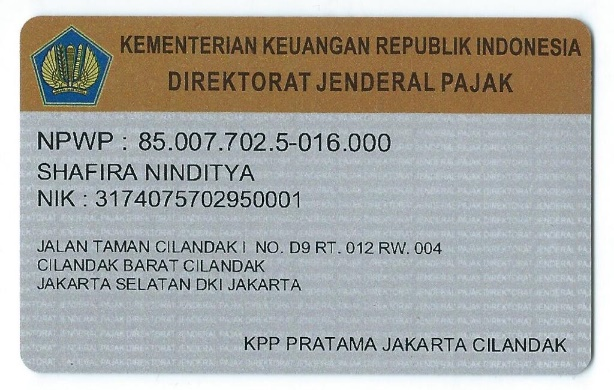 KEMENTERIAN KEUANGAN REPUBLIK INDONESIA
DIREKTORAT JENDERAL PAJAK
NPWP : 85.007.702.5-016.000
SHAFIRA NINDITYA
NIK : 3174075702950001
JALAN TAMAN CILANDAK I NO. D9 RT. 012 RW. 004
CILANDAK BARAT CILANDAK
JAKARTA SELATAN DKI JAKARTA
KPP PRATAMA JAKARTA CILANDAK